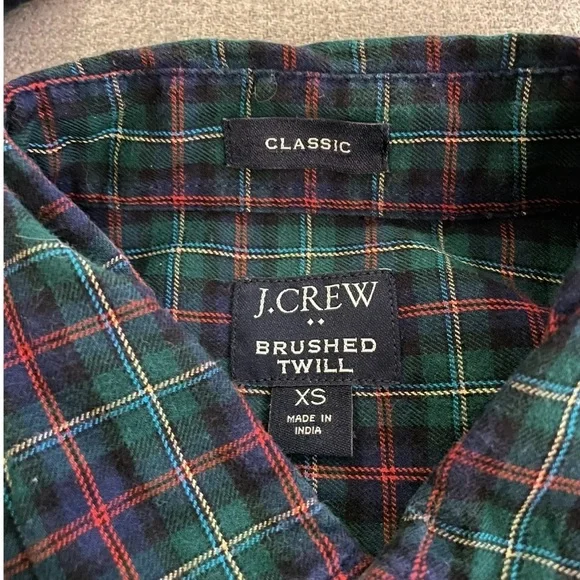 CLASSIC
J.CREW
BRUSHED
TWILL
XS
MADE IN
INDIA